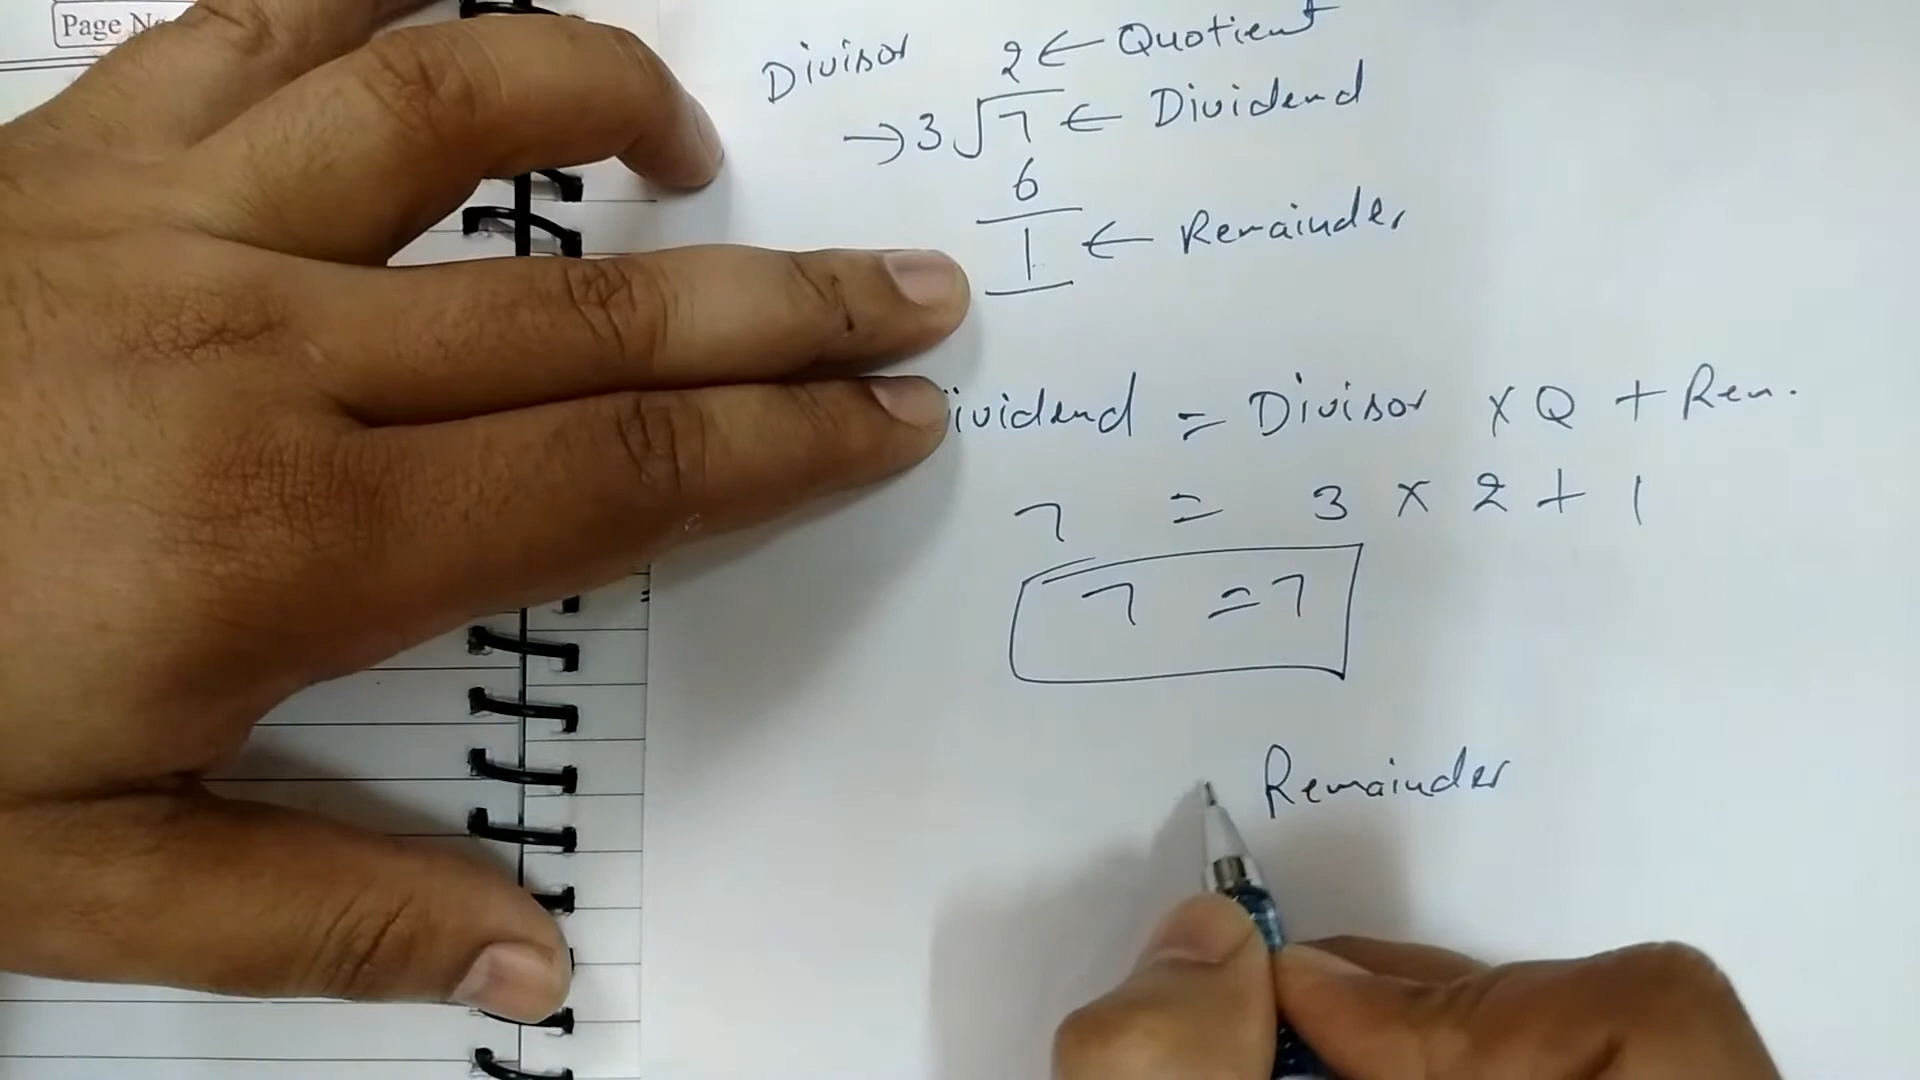 Page No
Divisor 2 ← Quotient
→ 3 √7 ← Dividend
6
1 ← Remainder
ividend = Divisor × Q + Rem.
7 = 3 × 2 + 1
7 = 7
Remainder